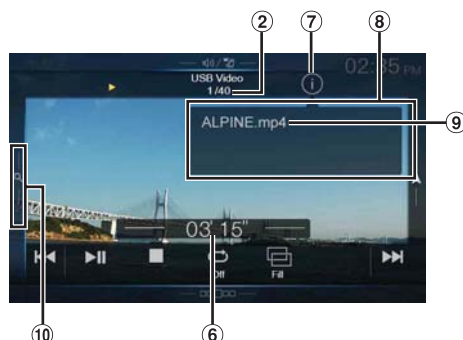 ② ⑦ ⑧
02:35 PM
USB Video
1/40
i
ALPINE.mp4
⑨
03'15"
Off
Fill
⑩ ⑥